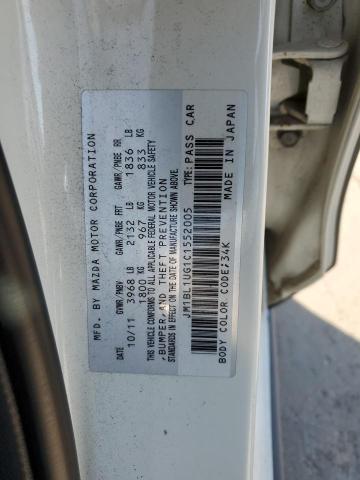 MFD. BY MAZDA MOTOR CORPORATION
DATE GVWR/PNBV GAWR/PNBE FRT GAWR/PNBE RR
10/11 3968 LB 2132 LB 1836 LB
1800 KG 967 KG 833 KG
THIS VEHICLE CONFORMS TO ALL APPLICABLE FEDERAL MOTOR VEHICLE SAFETY
,BUMPER,AND THEFT PREVENTION
STANDARDS IN EFFECT ON THE DATE OF MANUFACTURE SHOWN ABOVE.
JM1BL1UG1C1552005 TYPE:PASS CAR
BODY COLOR CODE;34K MADE IN JAPAN